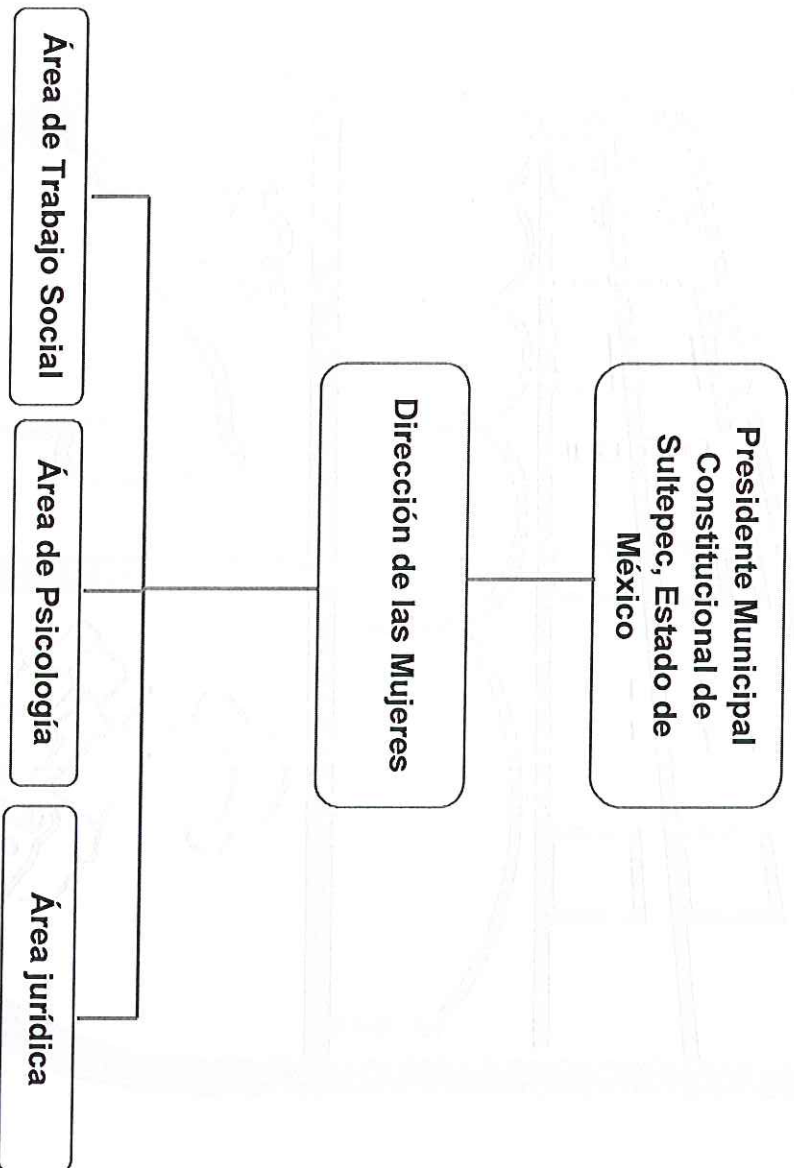 Presidente Municipal
Constitucional de
Sultepec, Estado de
México
Dirección de las Mujeres
Área de Trabajo Social
Área de Psicología
Área jurídica